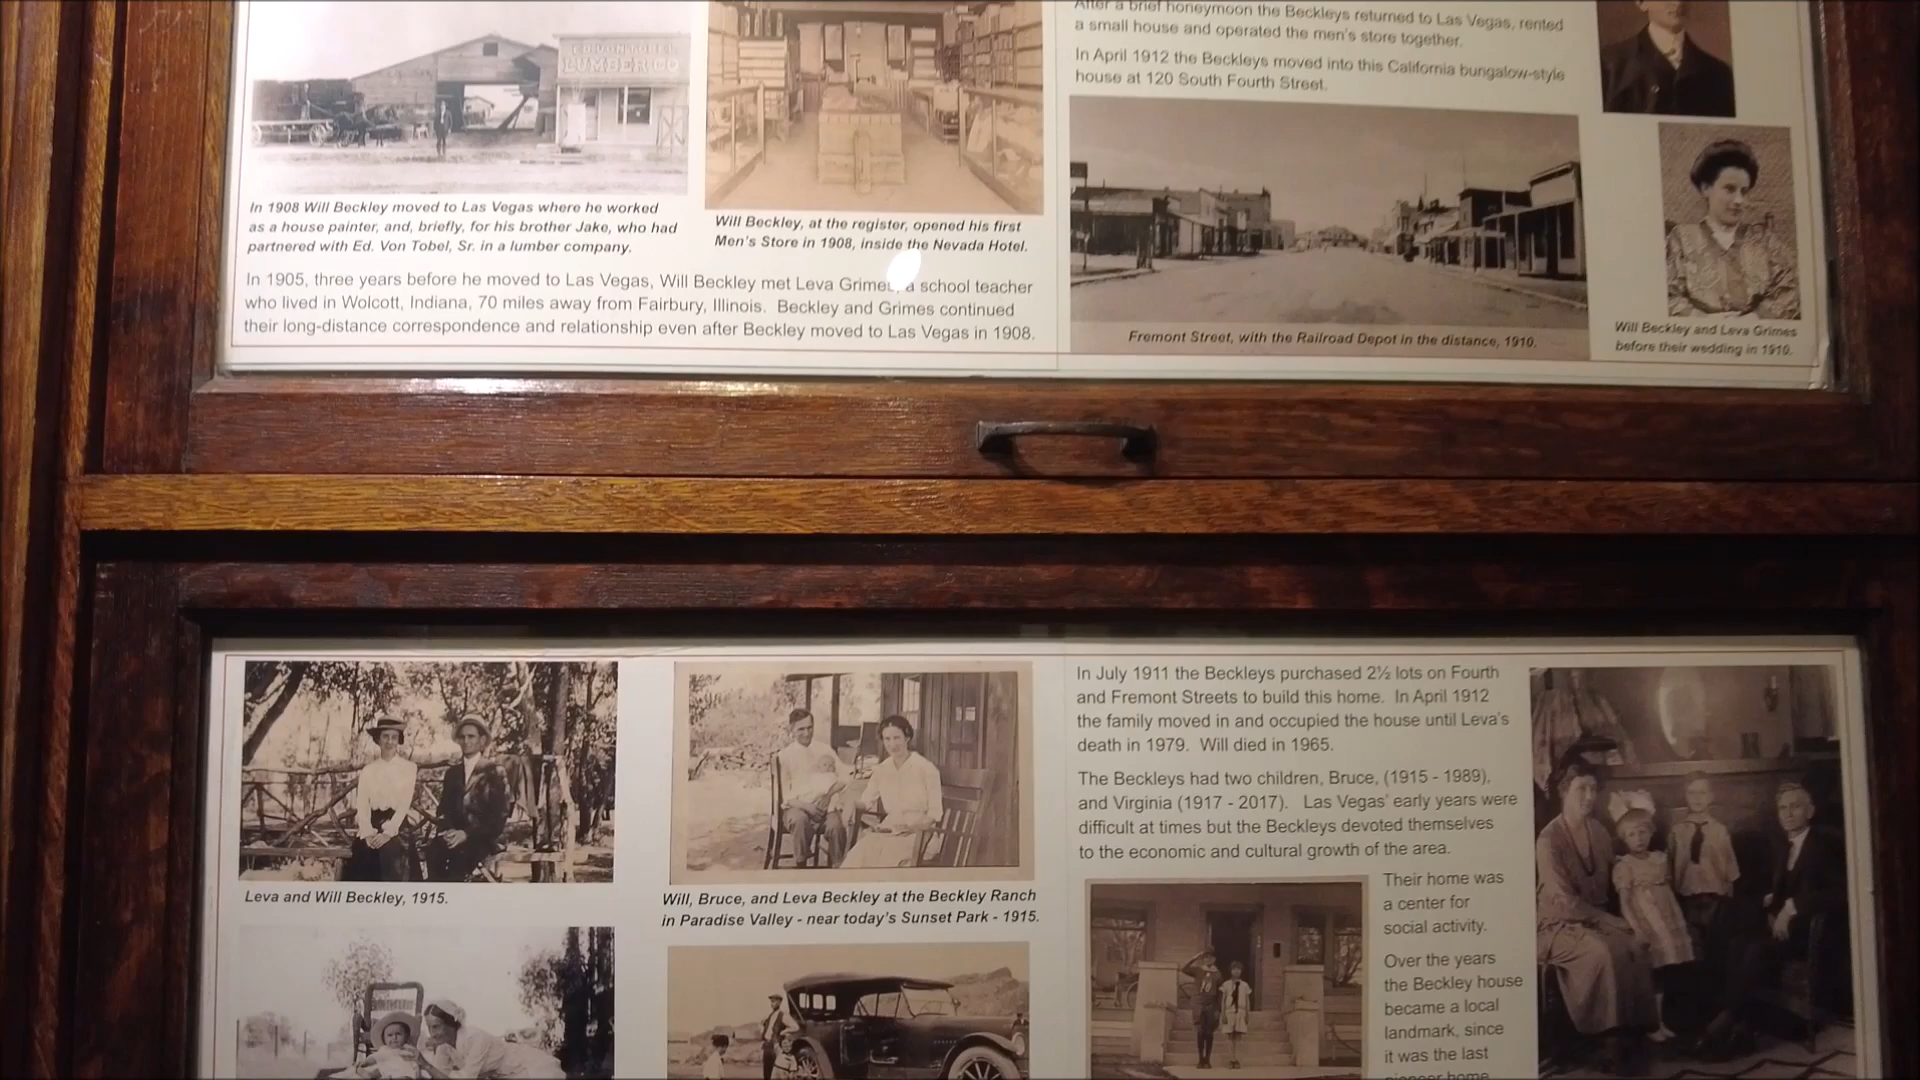 ED. VON TOBEL
LUMBER CO
In 1908 Will Beckley moved to Las Vegas where he worked
as a house painter, and, briefly, for his brother Jake, who had
partnered with Ed. Von Tobel, Sr. in a lumber company.
Will Beckley, at the register, opened his first
Men's Store in 1908, inside the Nevada Hotel.
In 1905, three years before he moved to Las Vegas, Will Beckley met Leva Grimes, a school teacher
who lived in Wolcott, Indiana, 70 miles away from Fairbury, Illinois. Beckley and Grimes continued
their long-distance correspondence and relationship even after Beckley moved to Las Vegas in 1908.
After a brief honeymoon the Beckleys returned to Las Vegas, rented
a small house and operated the men's store together.
In April 1912 the Beckleys moved into this California bungalow-style
house at 120 South Fourth Street.
Fremont Street, with the Railroad Depot in the distance, 1910.
Will Beckley and Leva Grimes
before their wedding in 1910.
Leva and Will Beckley, 1915.
Will, Bruce, and Leva Beckley at the Beckley Ranch
in Paradise Valley - near today's Sunset Park - 1915.
In July 1911 the Beckleys purchased 2½ lots on Fourth
and Fremont Streets to build this home. In April 1912
the family moved in and occupied the house until Leva's
death in 1979. Will died in 1965.
The Beckleys had two children, Bruce, (1915 - 1989),
and Virginia (1917 - 2017). Las Vegas' early years were
difficult at times but the Beckleys devoted themselves
to the economic and cultural growth of the area.
Their home was
a center for
social activity.
Over the years
the Beckley house
became a local
landmark, since
it was the last
pioneer home